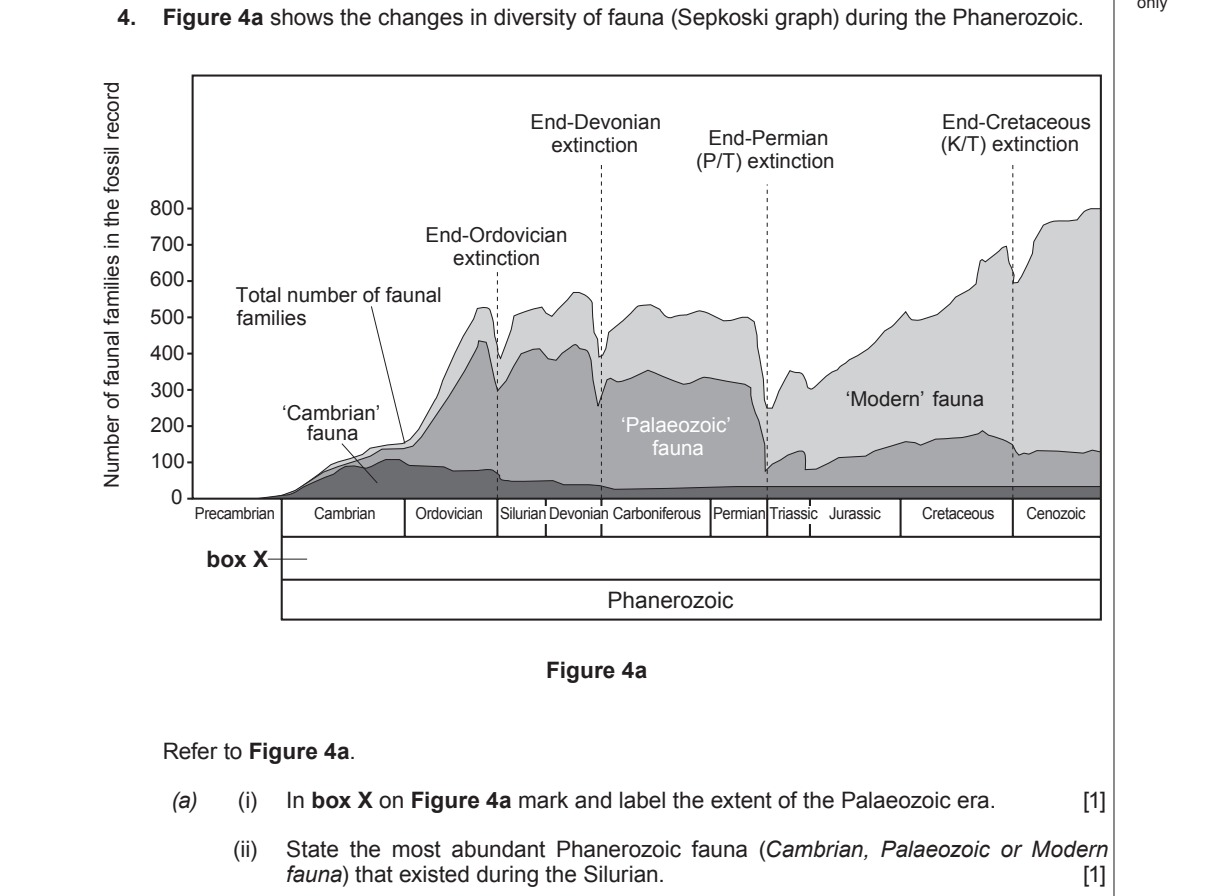 only
4. Figure 4a shows the changes in diversity of fauna (Sepkoski graph) during the Phanerozoic.
Number of faunal families in the fossil record
End-Devonian
extinction
End-Permian
(P/T) extinction
End-Cretaceous
(K/T) extinction
End-Ordovician
extinction
Total number of faunal
families
‘Cambrian’
fauna
‘Palaeozoic’
fauna
‘Modern’ fauna
800
700
600
500
400
300
200
100
0
Precambrian Cambrian Ordovician Silurian Devonian Carboniferous Permian Triassic Jurassic Cretaceous Cenozoic
box X
Phanerozoic
Figure 4a
Refer to Figure 4a.
(a) (i) In box X on Figure 4a mark and label the extent of the Palaeozoic era. [1]
(ii) State the most abundant Phanerozoic fauna (Cambrian, Palaeozoic or Modern
fauna) that existed during the Silurian. [1]